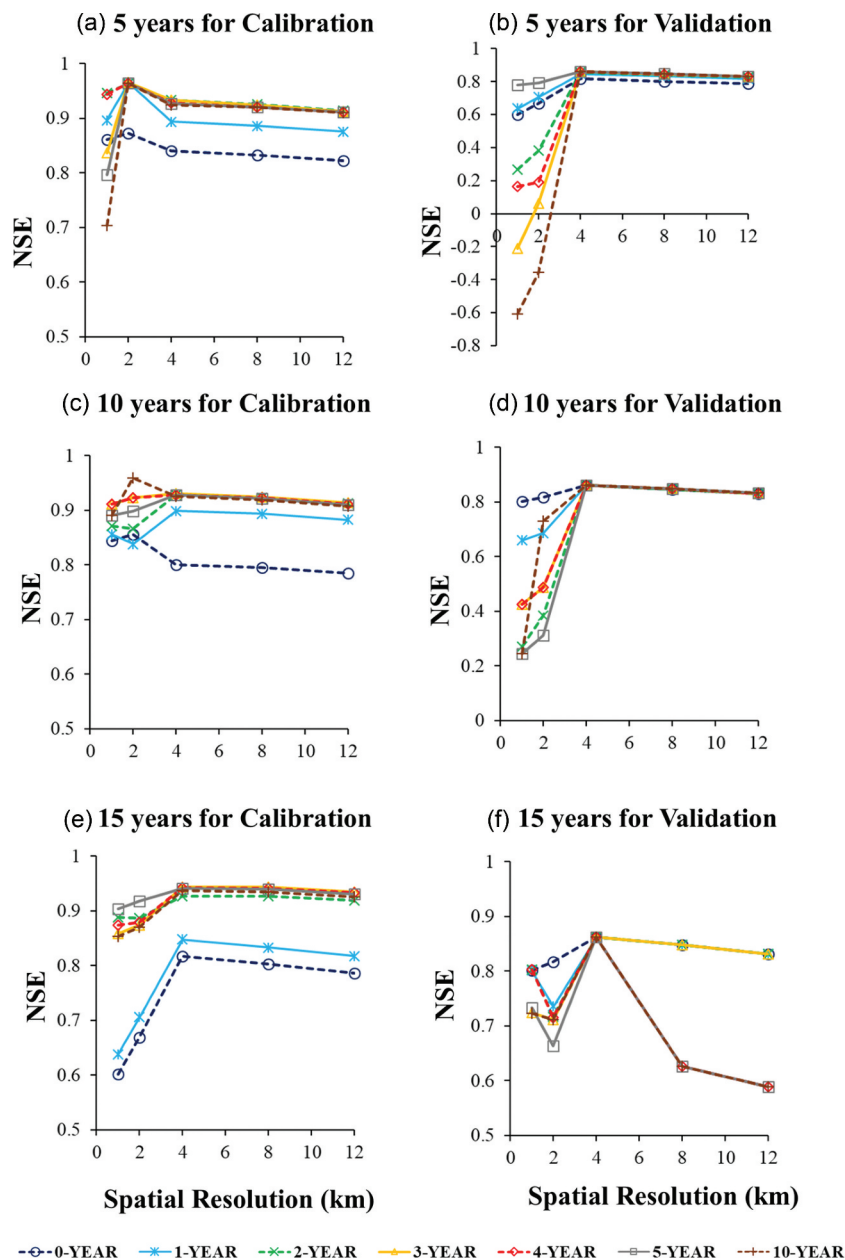 (a) 5 years for Calibration
NSE
1
0.9
0.8
0.7
0.6
0.5
0 2 4 6 8 10 12
(b) 5 years for Validation
NSE
1
0.8
0.6
0.4
0.2
0
-0.2
-0.4
-0.6
-0.8
0 2 4 6 8 10 12
(c) 10 years for Calibration
NSE
1
0.9
0.8
0.7
0.6
0.5
0 2 4 6 8 10 12
(d) 10 years for Validation
NSE
1
0.8
0.6
0.4
0.2
0
0 2 4 6 8 10 12
(e) 15 years for Calibration
NSE
1
0.9
0.8
0.7
0.6
0.5
0 2 4 6 8 10 12
Spatial Resolution (km)
(f) 15 years for Validation
NSE
1
0.9
0.8
0.7
0.6
0.5
0 2 4 6 8 10 12
Spatial Resolution (km)
0-YEAR 1-YEAR 2-YEAR 3-YEAR 4-YEAR 5-YEAR 10-YEAR